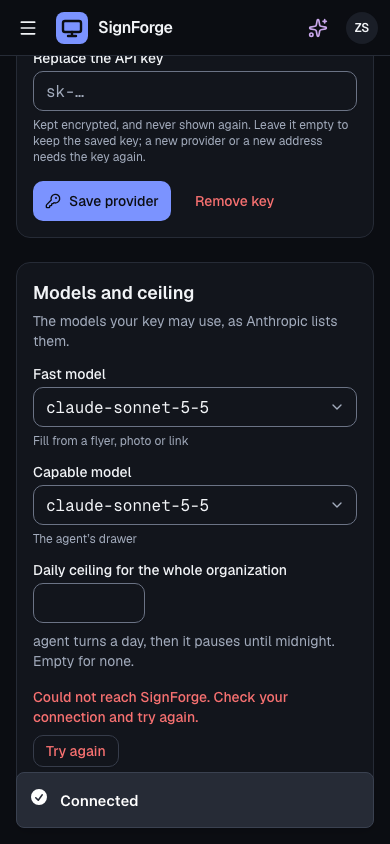 SignForge
ZS
Replace the API key
sk-…
Kept encrypted, and never shown again. Leave it empty to
keep the saved key; a new provider or a new address
needs the key again.
Save provider
Remove key
Models and ceiling
The models your key may use, as Anthropic lists
them.
Fast model
claude-sonnet-5-5
Fill from a flyer, photo or link
Capable model
claude-sonnet-5-5
The agent's drawer
Daily ceiling for the whole organization
agent turns a day, then it pauses until midnight.
Empty for none.
Could not reach SignForge. Check your
connection and try again.
Try again
Connected